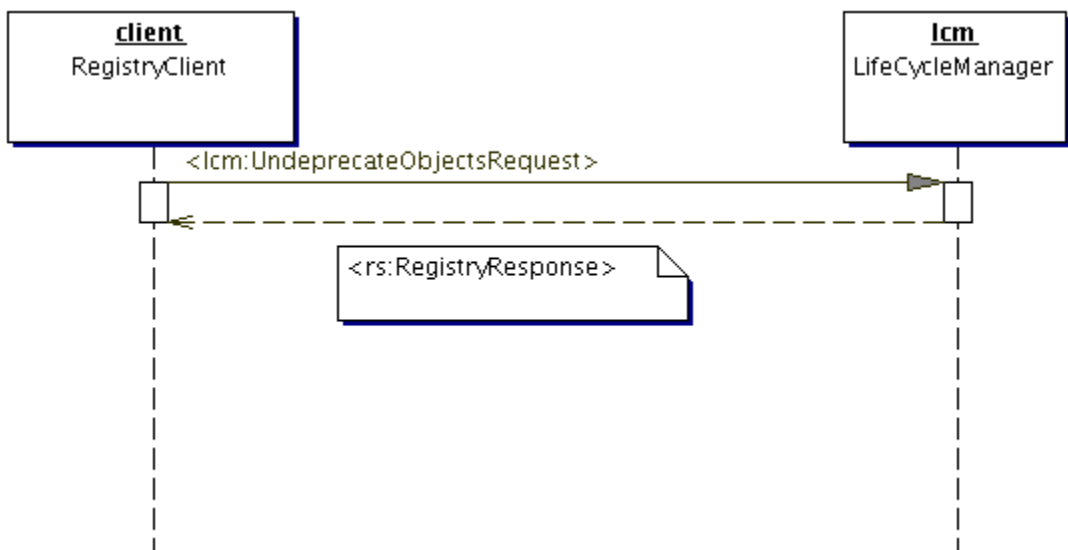 client
RegistryClient
lcm
LifeCycleManager
<lcm:UndeprecateObjectsRequest>
<rs:RegistryResponse>